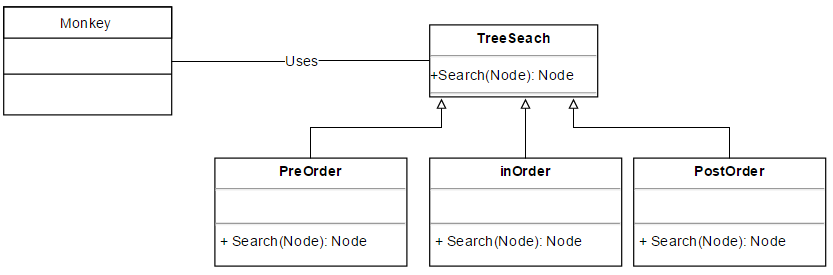 Monkey
Uses
TreeSeach
+Search(Node): Node
PreOrder
+ Search(Node): Node
inOrder
+ Search(Node): Node
PostOrder
+ Search(Node): Node